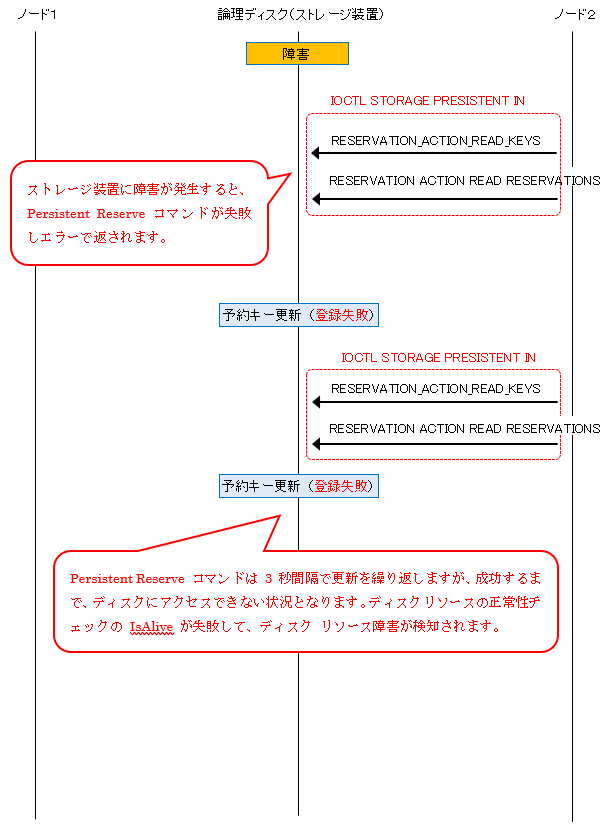 ノード1
論理ディスク(ストレージ装置)
ノード2
障害
IOCTL STORAGE PRESISTENT IN
RESERVATION_ACTION_READ_KEYS
RESERVATION ACTION READ RESERVATIONS
ストレージ装置に障害が発生すると、
Persistent Reserve コマンドが失敗
しエラーで返されます。
予約キー更新（登録失敗）
IOCTL STORAGE PRESISTENT IN
RESERVATION_ACTION_READ_KEYS
RESERVATION ACTION READ RESERVATIONS
予約キー更新（登録失敗）
Persistent Reserve コマンドは 3 秒間隔で更新を繰り返しますが、成功するま
で、ディスクにアクセスできない状況となります。ディスクリソースの正常性チ
ェックの IsAlive が失敗して、ディスク リソース障害が検知されます。